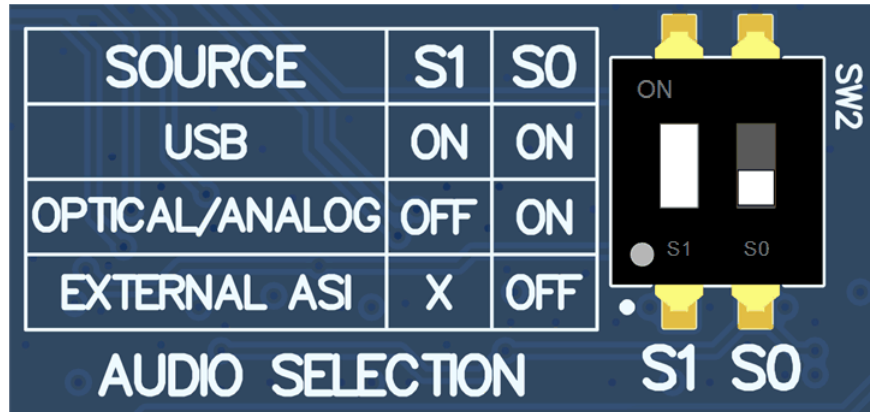 SOURCE S1 S0
USB ON ON
OPTICAL/ANALOG OFF ON
EXTERNAL ASI X OFF
AUDIO SELECTION
ON
S1 S0
SW2
S1 S0